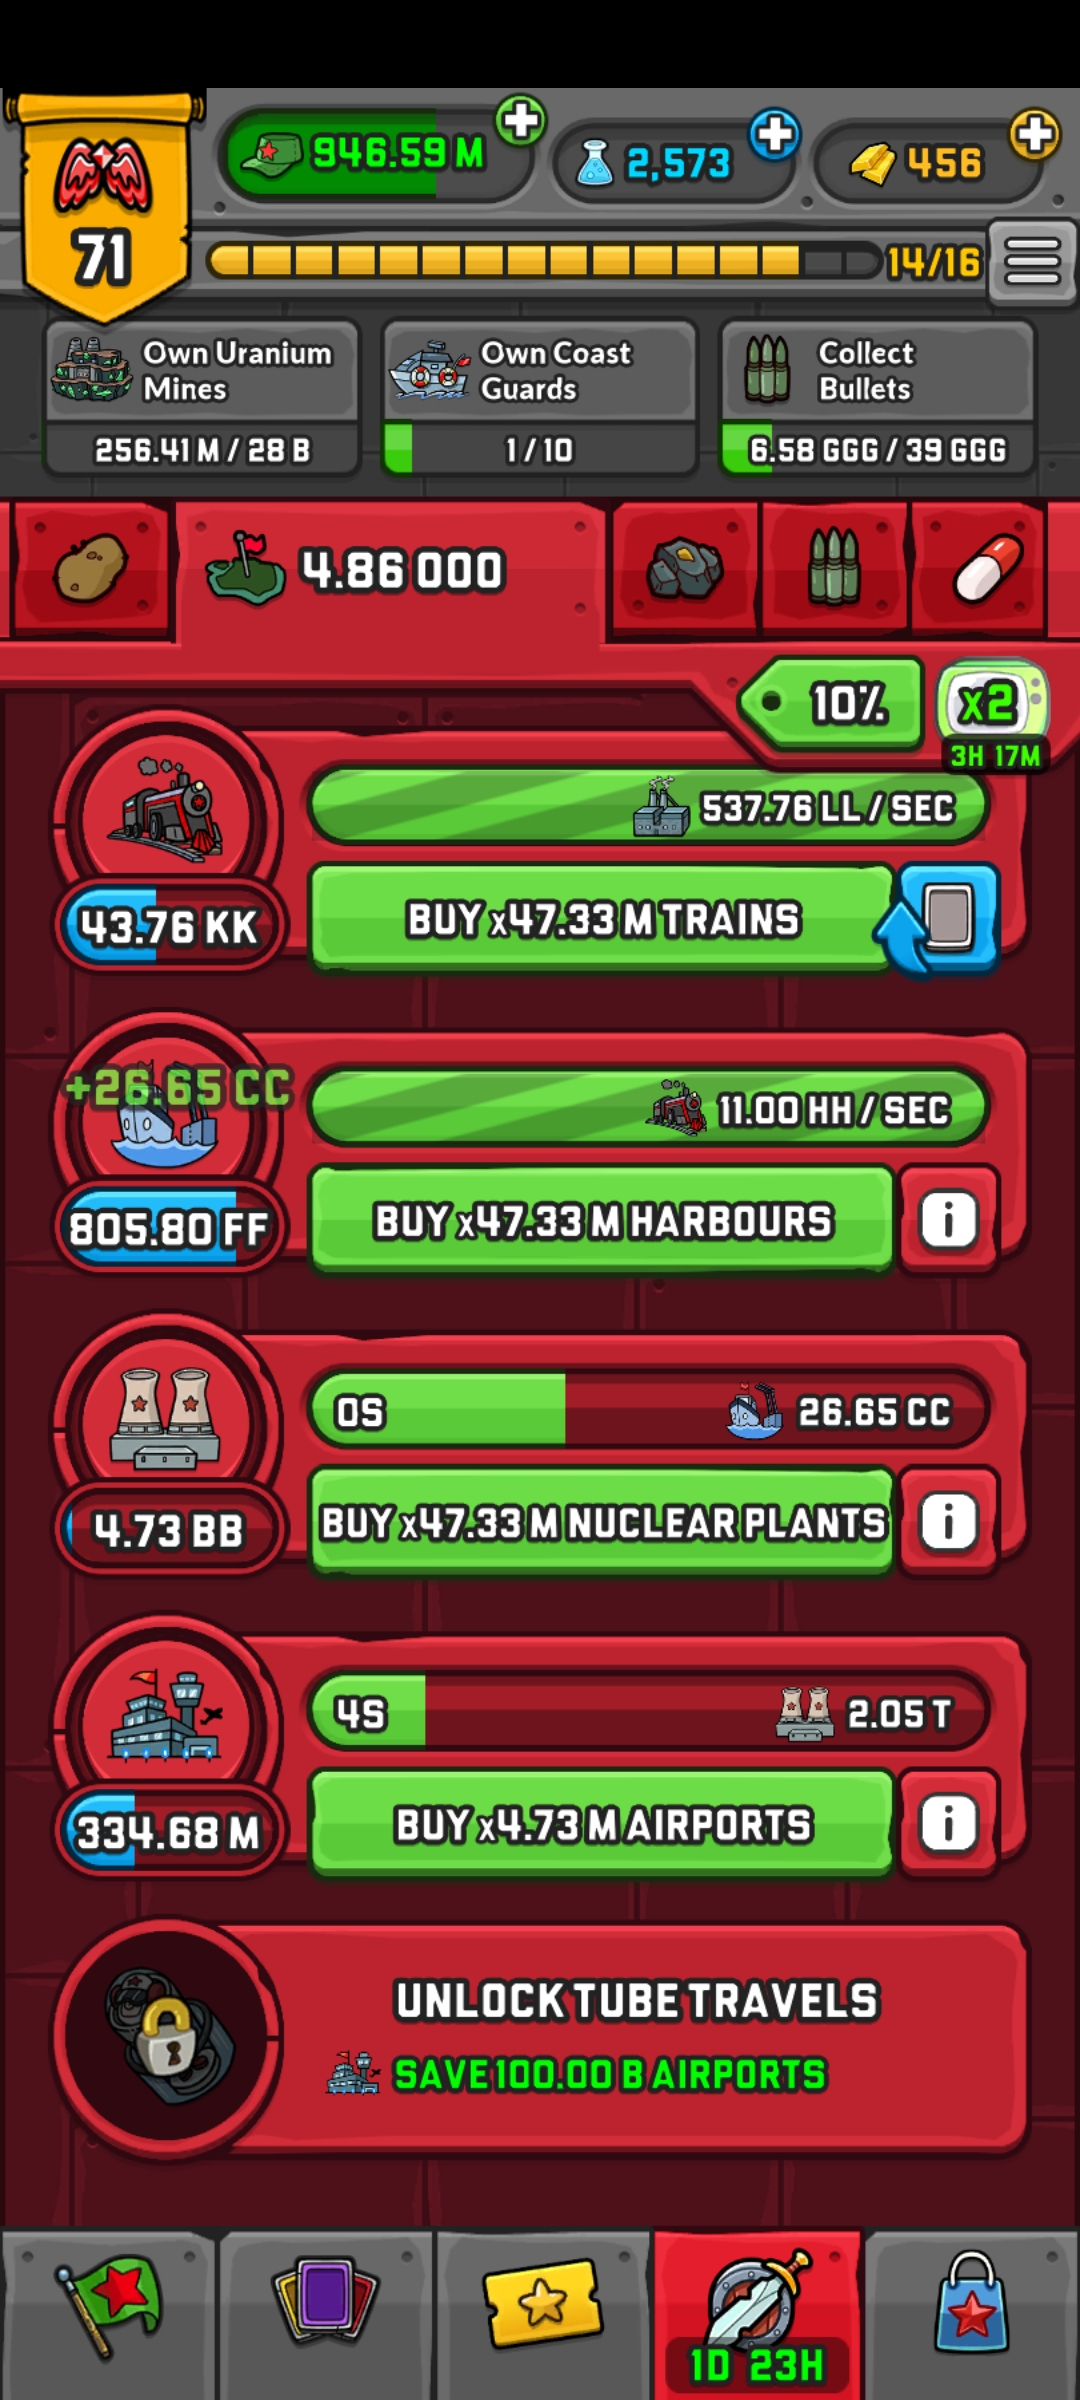 946.59 M
2,573
456
71
14/16
Own Uranium
Mines
256.41 M / 28 B
Own Coast
Guards
1 / 10
Collect
Bullets
6.58 GGG / 39 GGG
4.86 OOO
10%
x2
3H 17M
537.76 LL / SEC
43.76 KK
BUY x47.33 M TRAINS
+26.65 CC
11.00 HH / SEC
805.80 FF
BUY x47.33 M HARBOURS
i
0S
26.65 CC
4.73 BB
BUY x47.33 M NUCLEAR PLANTS
i
4S
2.05 T
334.68 M
BUY x4.73 M AIRPORTS
i
UNLOCK TUBE TRAVELS
SAVE 100.00 B AIRPORTS
1D 23H